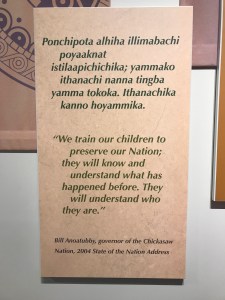 Ponchipota alhiha illimabachi
poyaaknat
istilaapichichika; yammako
ithanachi nanna tingba
yamma tokoka. Ithanachika
kanno hoyammika.
“We train our children to
preserve our Nation;
they will know and
understand what has
happened before. They
will understand who
they are.”
Bill Anoatubby, governor of the Chickasaw
Nation, 2004 State of the Nation Address